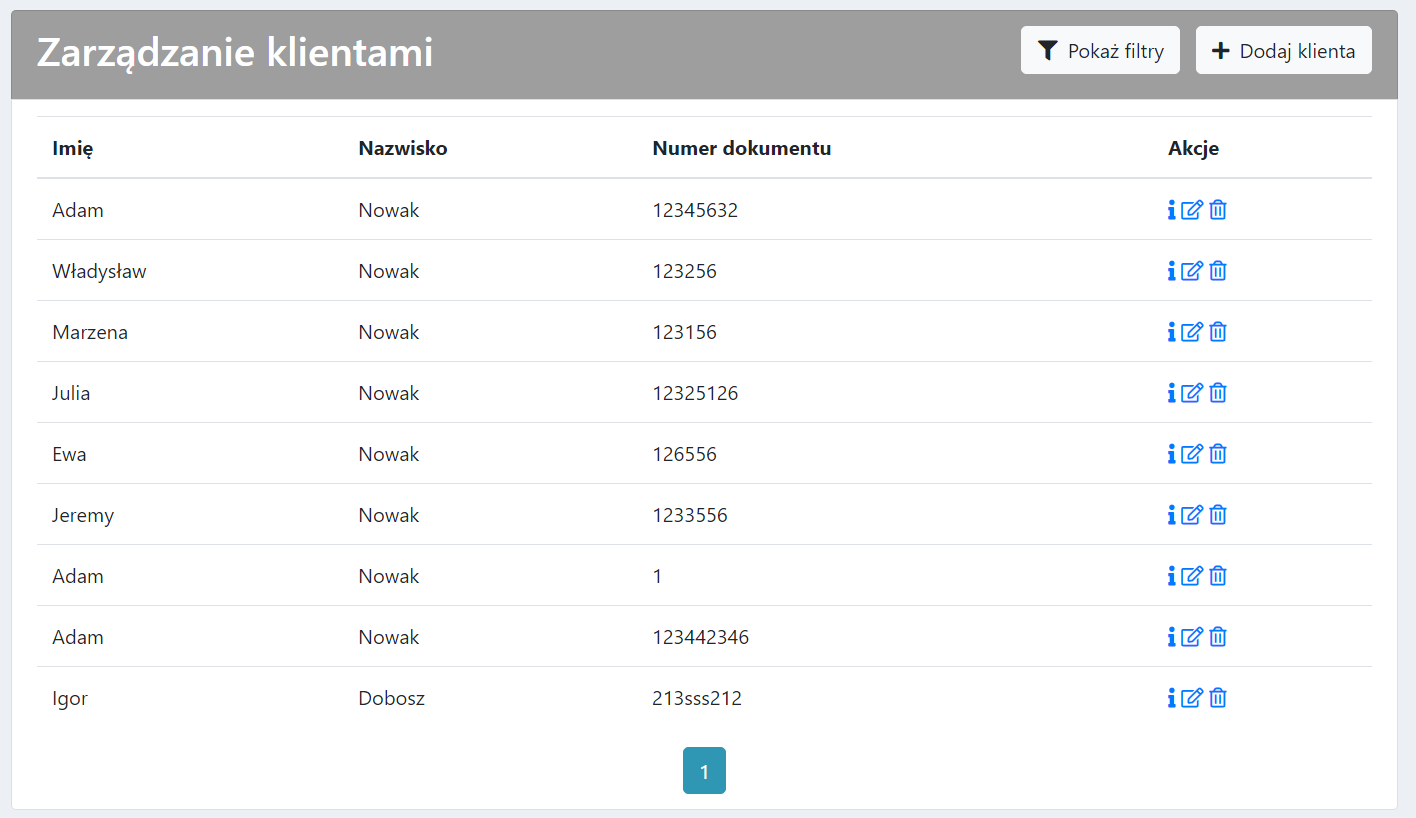 Zarządzanie klientami Pokaż filtry Dodaj klienta
Imię Nazwisko Numer dokumentu Akcje
Adam Nowak 12345632
Władysław Nowak 123256
Marzena Nowak 123156
Julia Nowak 12325126
Ewa Nowak 126556
Jeremy Nowak 1233556
Adam Nowak 1
Adam Nowak 123442346
Igor Dobosz 213sss212
1